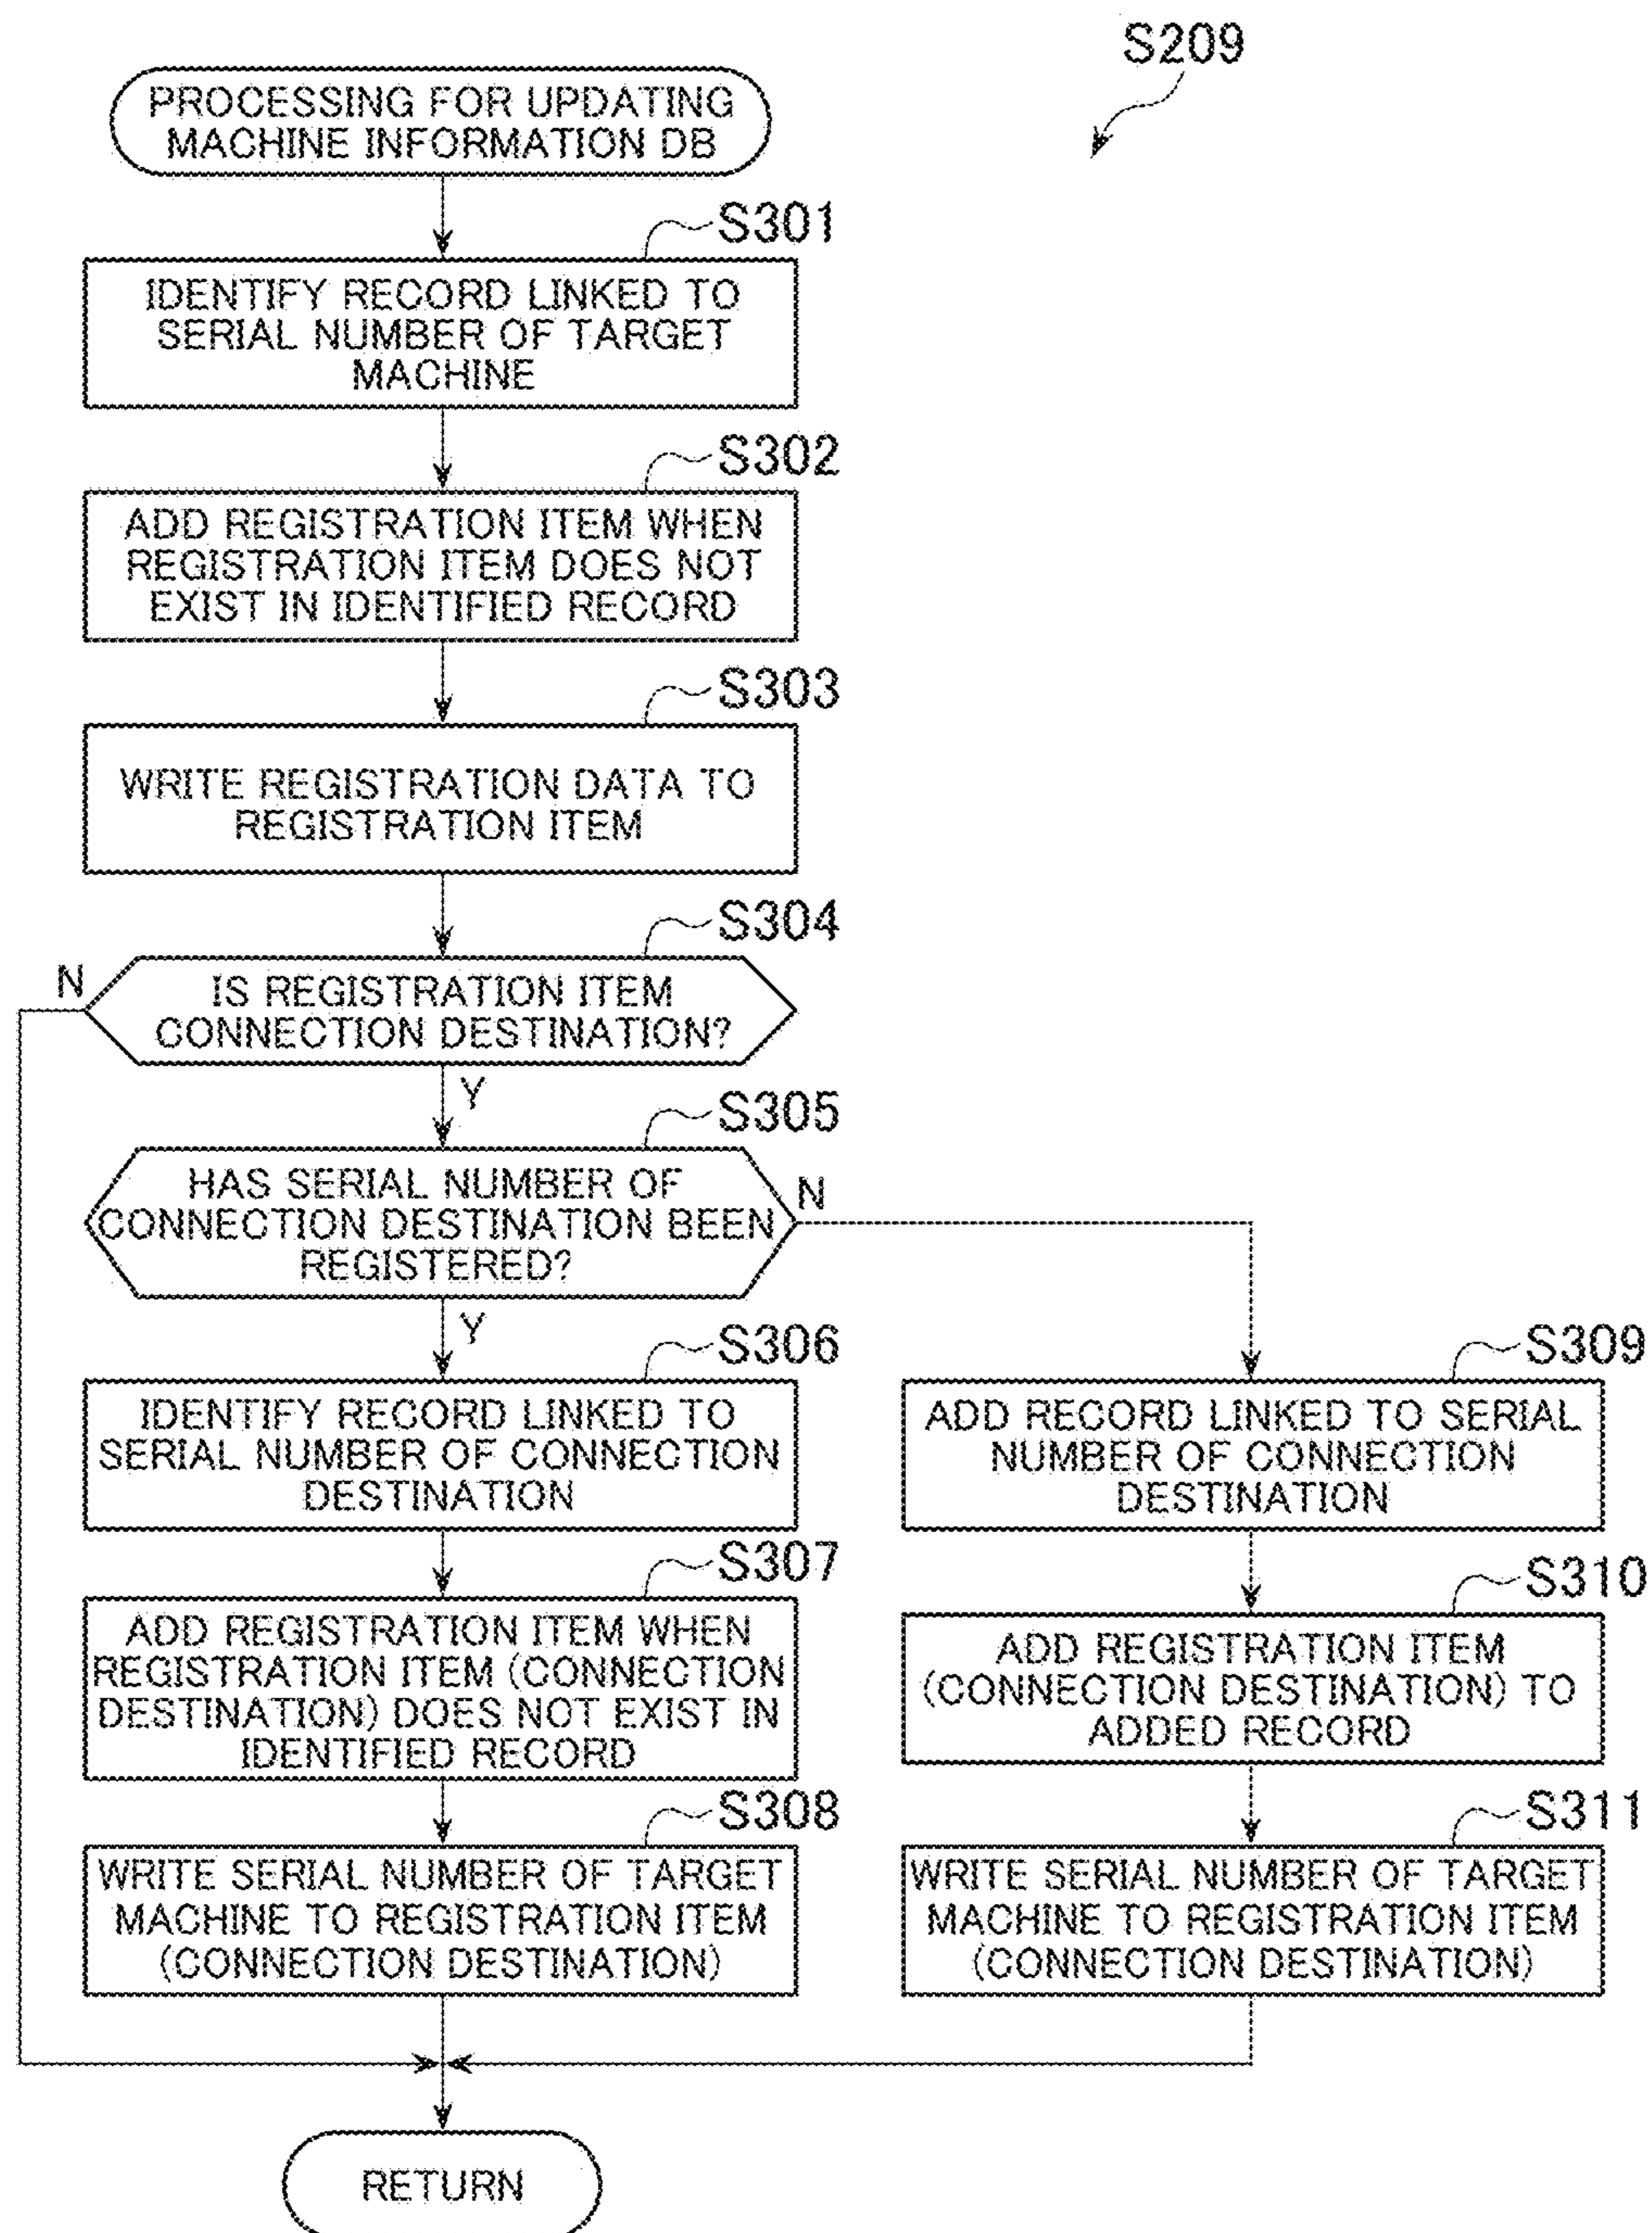 S209
PROCESSING FOR UPDATING
MACHINE INFORMATION DB
S301
IDENTIFY RECORD LINKED TO
SERIAL NUMBER OF TARGET
MACHINE
S302
ADD REGISTRATION ITEM WHEN
REGISTRATION ITEM DOES NOT
EXIST IN IDENTIFIED RECORD
S303
WRITE REGISTRATION DATA TO
REGISTRATION ITEM
S304
N
IS REGISTRATION ITEM
CONNECTION DESTINATION?
Y
S305
HAS SERIAL NUMBER OF
CONNECTION DESTINATION BEEN
REGISTERED?
N
Y
S306
IDENTIFY RECORD LINKED TO
SERIAL NUMBER OF CONNECTION
DESTINATION
S307
ADD REGISTRATION ITEM WHEN
REGISTRATION ITEM (CONNECTION
DESTINATION) DOES NOT EXIST IN
IDENTIFIED RECORD
S308
WRITE SERIAL NUMBER OF TARGET
MACHINE TO REGISTRATION ITEM
(CONNECTION DESTINATION)
S309
ADD RECORD LINKED TO SERIAL
NUMBER OF CONNECTION
DESTINATION
S310
ADD REGISTRATION ITEM
(CONNECTION DESTINATION) TO
ADDED RECORD
S311
WRITE SERIAL NUMBER OF TARGET
MACHINE TO REGISTRATION ITEM
(CONNECTION DESTINATION)
RETURN